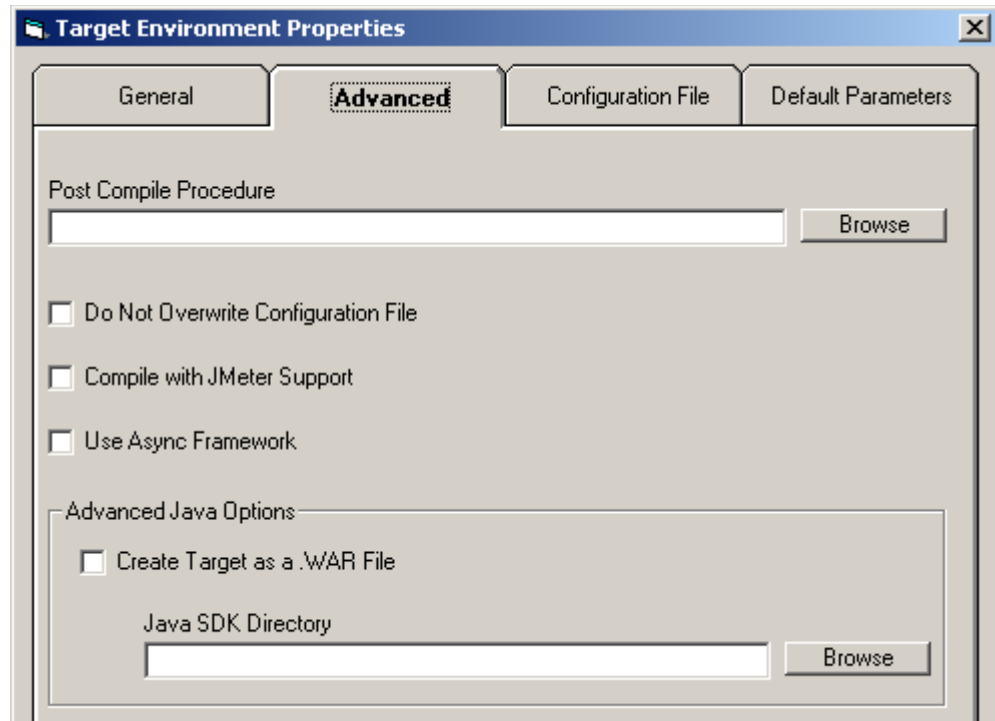 Target Environment Properties
General Advanced Configuration File Default Parameters
Post Compile Procedure
Browse
Do Not Overwrite Configuration File
Compile with JMeter Support
Use Async Framework
Advanced Java Options
Create Target as a .WAR File
Java SDK Directory
Browse